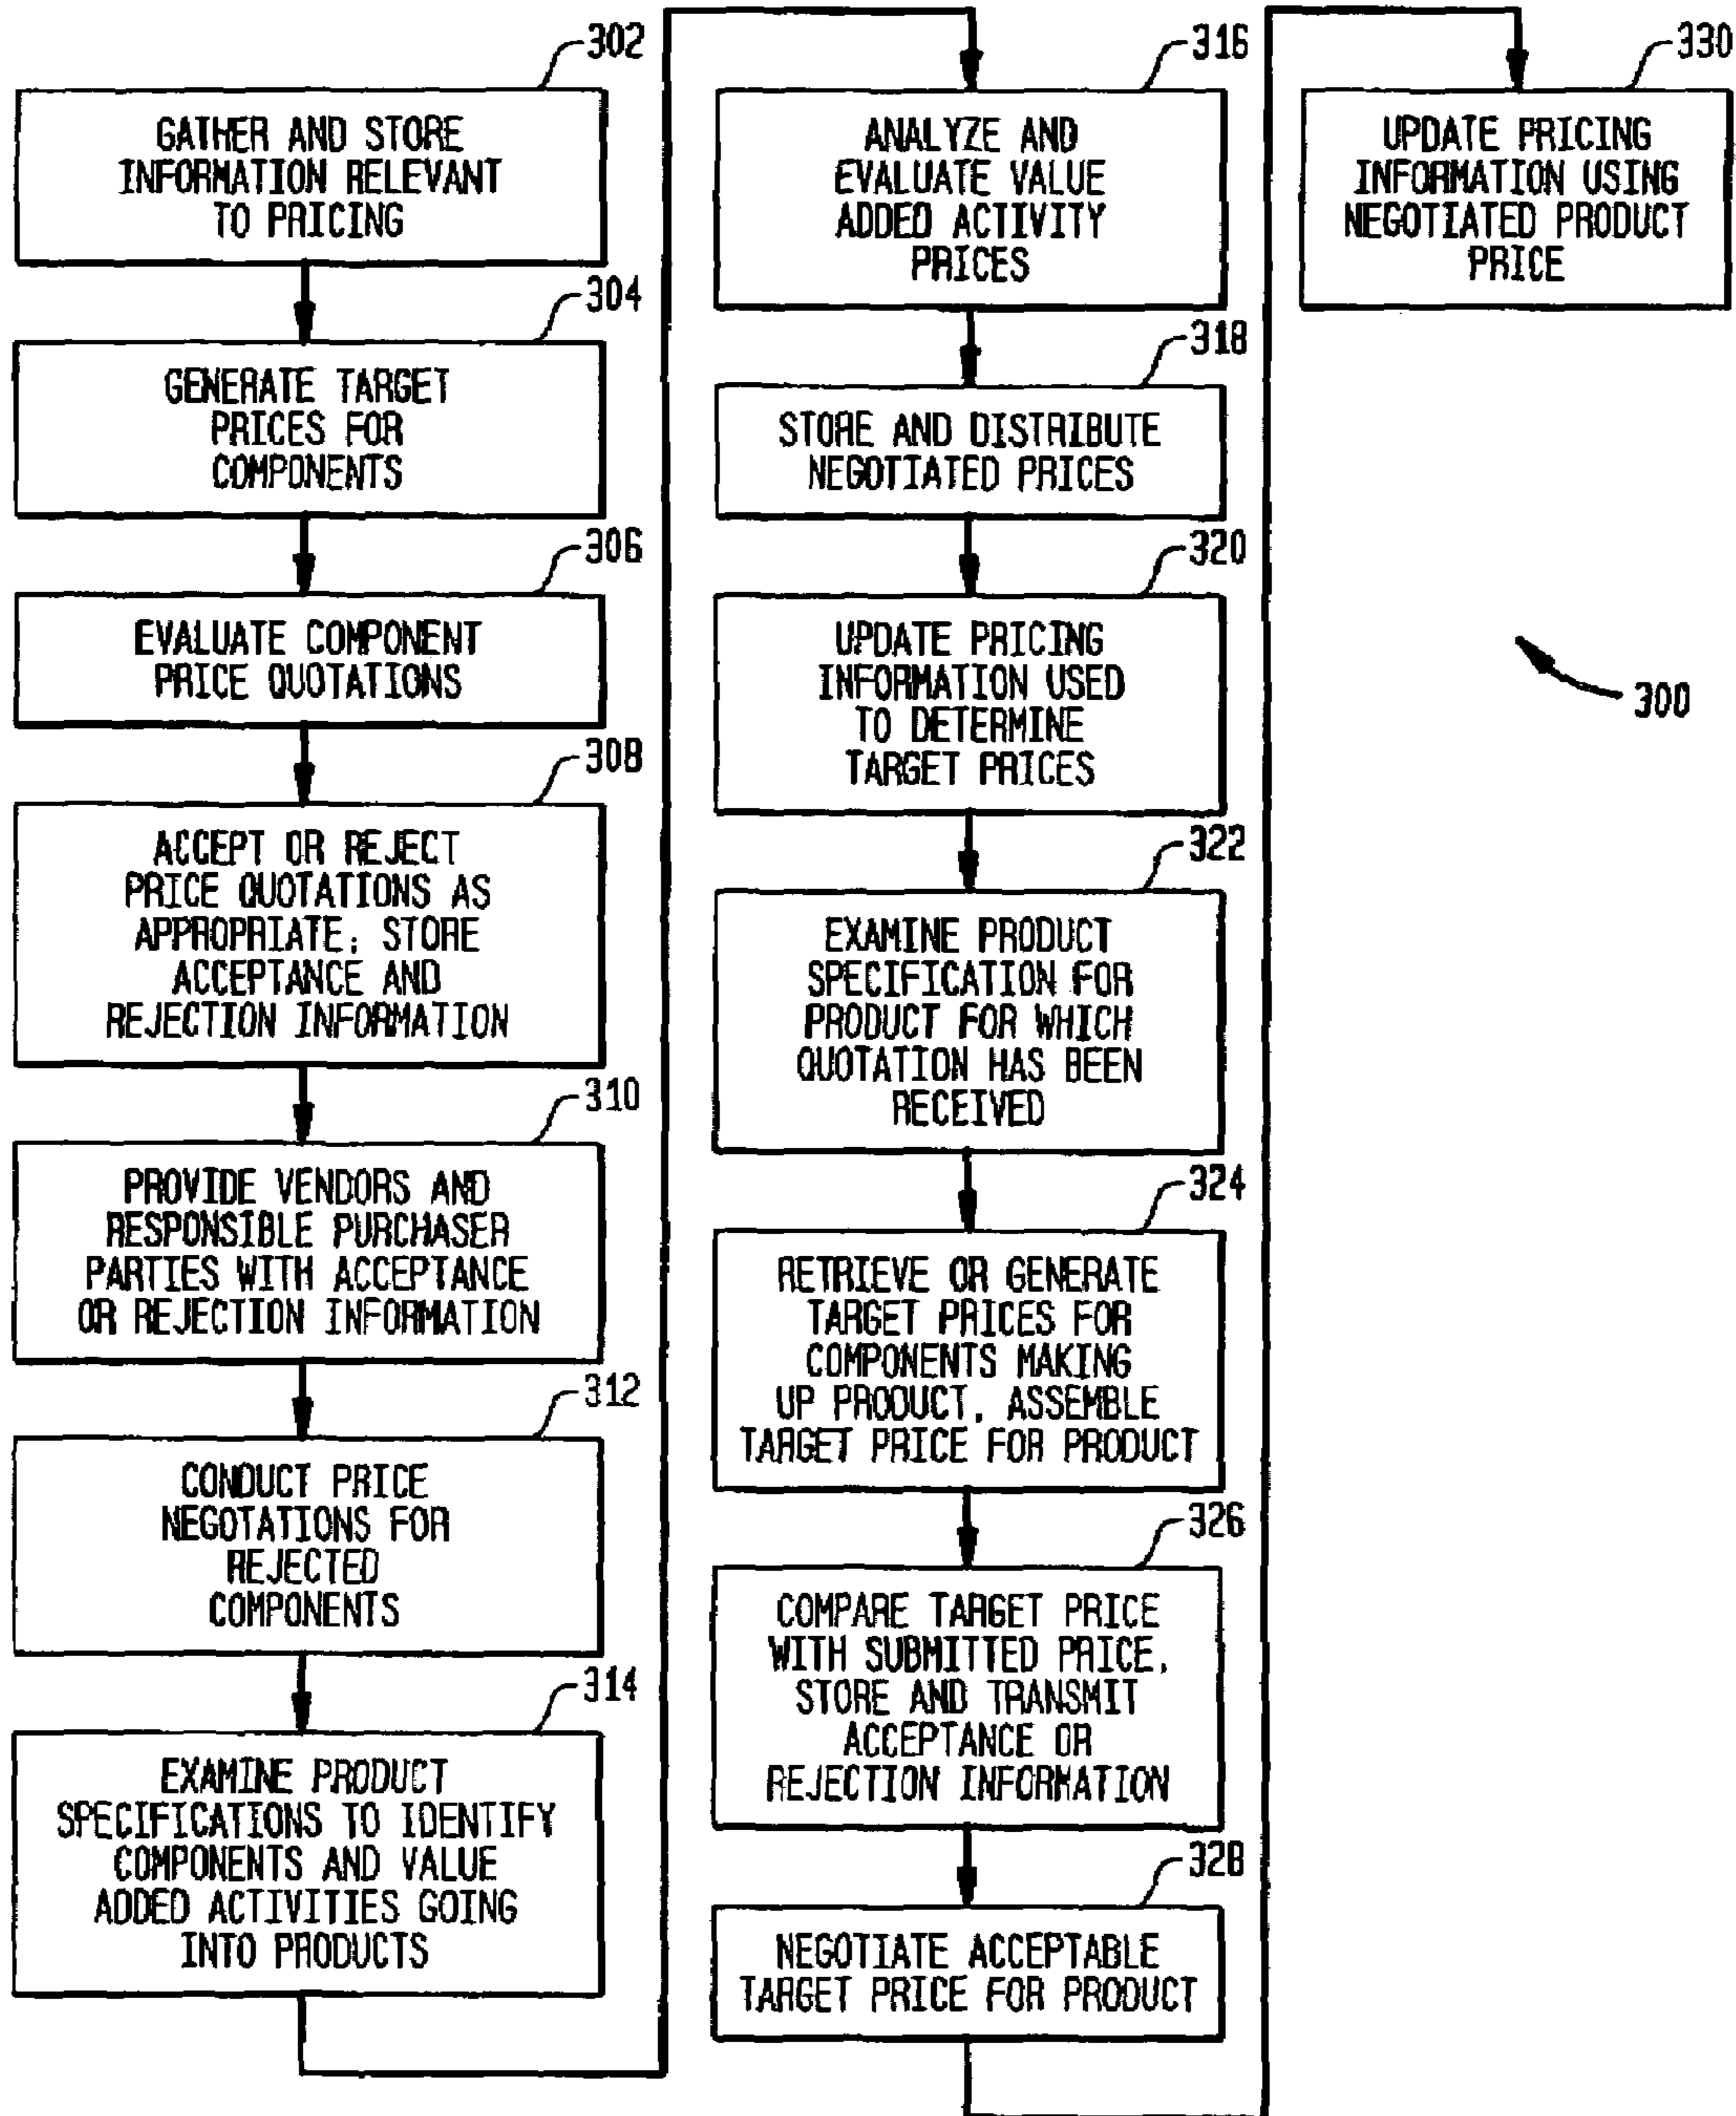 302
GATHER AND STORE
INFORMATION RELEVANT
TO PRICING
304
GENERATE TARGET
PRICES FOR
COMPONENTS
306
EVALUATE COMPONENT
PRICE QUOTATIONS
308
ACCEPT OR REJECT
PRICE QUOTATIONS AS
APPROPRIATE; STORE
ACCEPTANCE AND
REJECTION INFORMATION
310
PROVIDE VENDORS AND
RESPONSIBLE PURCHASER
PARTIES WITH ACCEPTANCE
OR REJECTION INFORMATION
312
CONDUCT PRICE
NEGOTATIONS FOR
REJECTED
COMPONENTS
314
EXAMINE PRODUCT
SPECIFICATIONS TO IDENTIFY
COMPONENTS AND VALUE
ADDED ACTIVITIES GOING
INTO PRODUCTS
316
ANALYZE AND
EVALUATE VALUE
ADDED ACTIVITY
PRICES
318
STORE AND DISTRIBUTE
NEGOTIATED PRICES
320
UPDATE PRICING
INFORMATION USED
TO DETERMINE
TARGET PRICES
322
EXAMINE PRODUCT
SPECIFICATION FOR
PRODUCT FOR WHICH
QUOTATION HAS BEEN
RECEIVED
324
RETRIEVE OR GENERATE
TARGET PRICES FOR
COMPONENTS MAKING
UP PRODUCT, ASSEMBLE
TARGET PRICE FOR PRODUCT
326
COMPARE TARGET PRICE
WITH SUBMITTED PRICE,
STORE AND TRANSMIT
ACCEPTANCE OR
REJECTION INFORMATION
328
NEGOTIATE ACCEPTABLE
TARGET PRICE FOR PRODUCT
330
UPDATE PRICING
INFORMATION USING
NEGOTIATED PRODUCT
PRICE
300